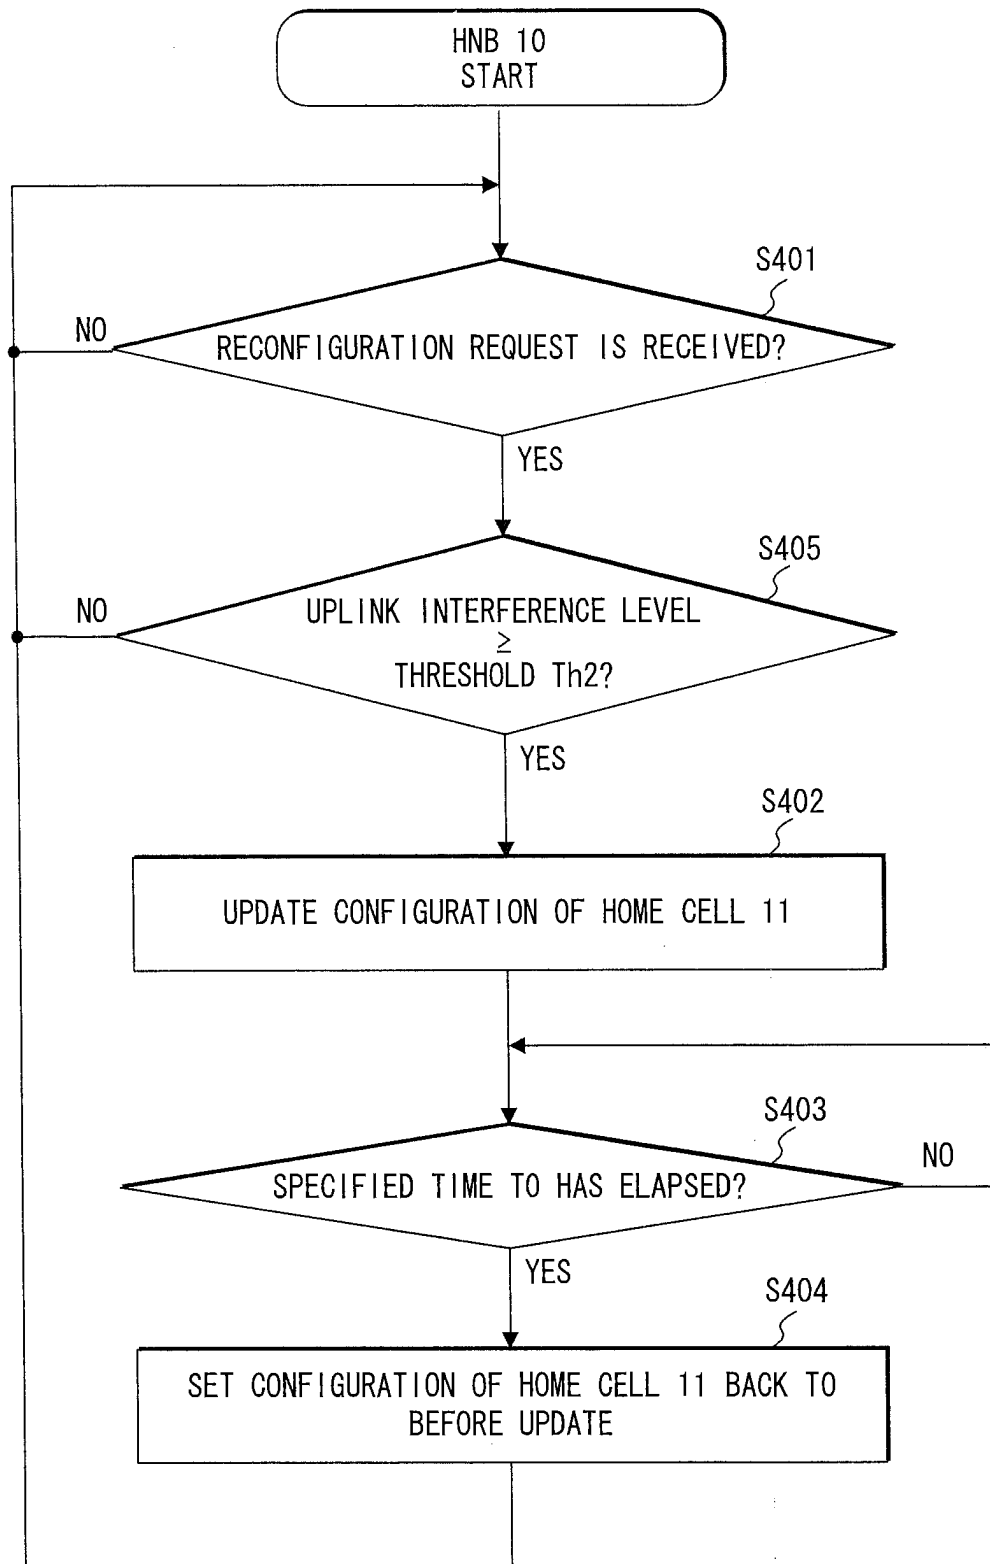 HNB 10
START
S401
NO
RECONFIGURATION REQUEST IS RECEIVED?
YES
S405
NO
UPLINK INTERFERENCE LEVEL
≥
THRESHOLD Th2?
YES
S402
UPDATE CONFIGURATION OF HOME CELL 11
S403
NO
SPECIFIED TIME TO HAS ELAPSED?
YES
S404
SET CONFIGURATION OF HOME CELL 11 BACK TO
BEFORE UPDATE